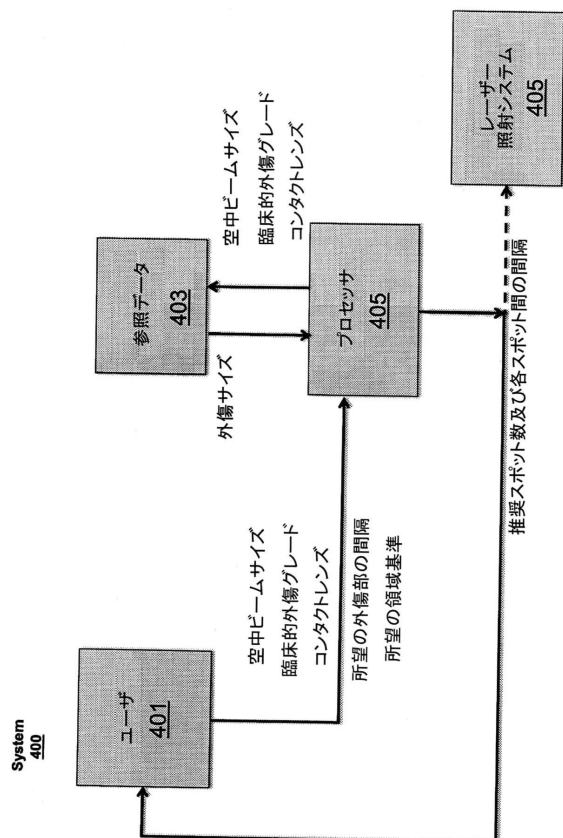 System
400
ユーザ
401
空中ビームサイズ
臨床的外傷グレード
コンタクトレンズ
所望の外傷部の間隔
所望の領域基準
参照データ
403
外傷サイズ
空中ビームサイズ
臨床的外傷グレード
コンタクトレンズ
プロセッサ
405
推奨スポット数及び各スポット間の間隔
レーザー
照射システム
405